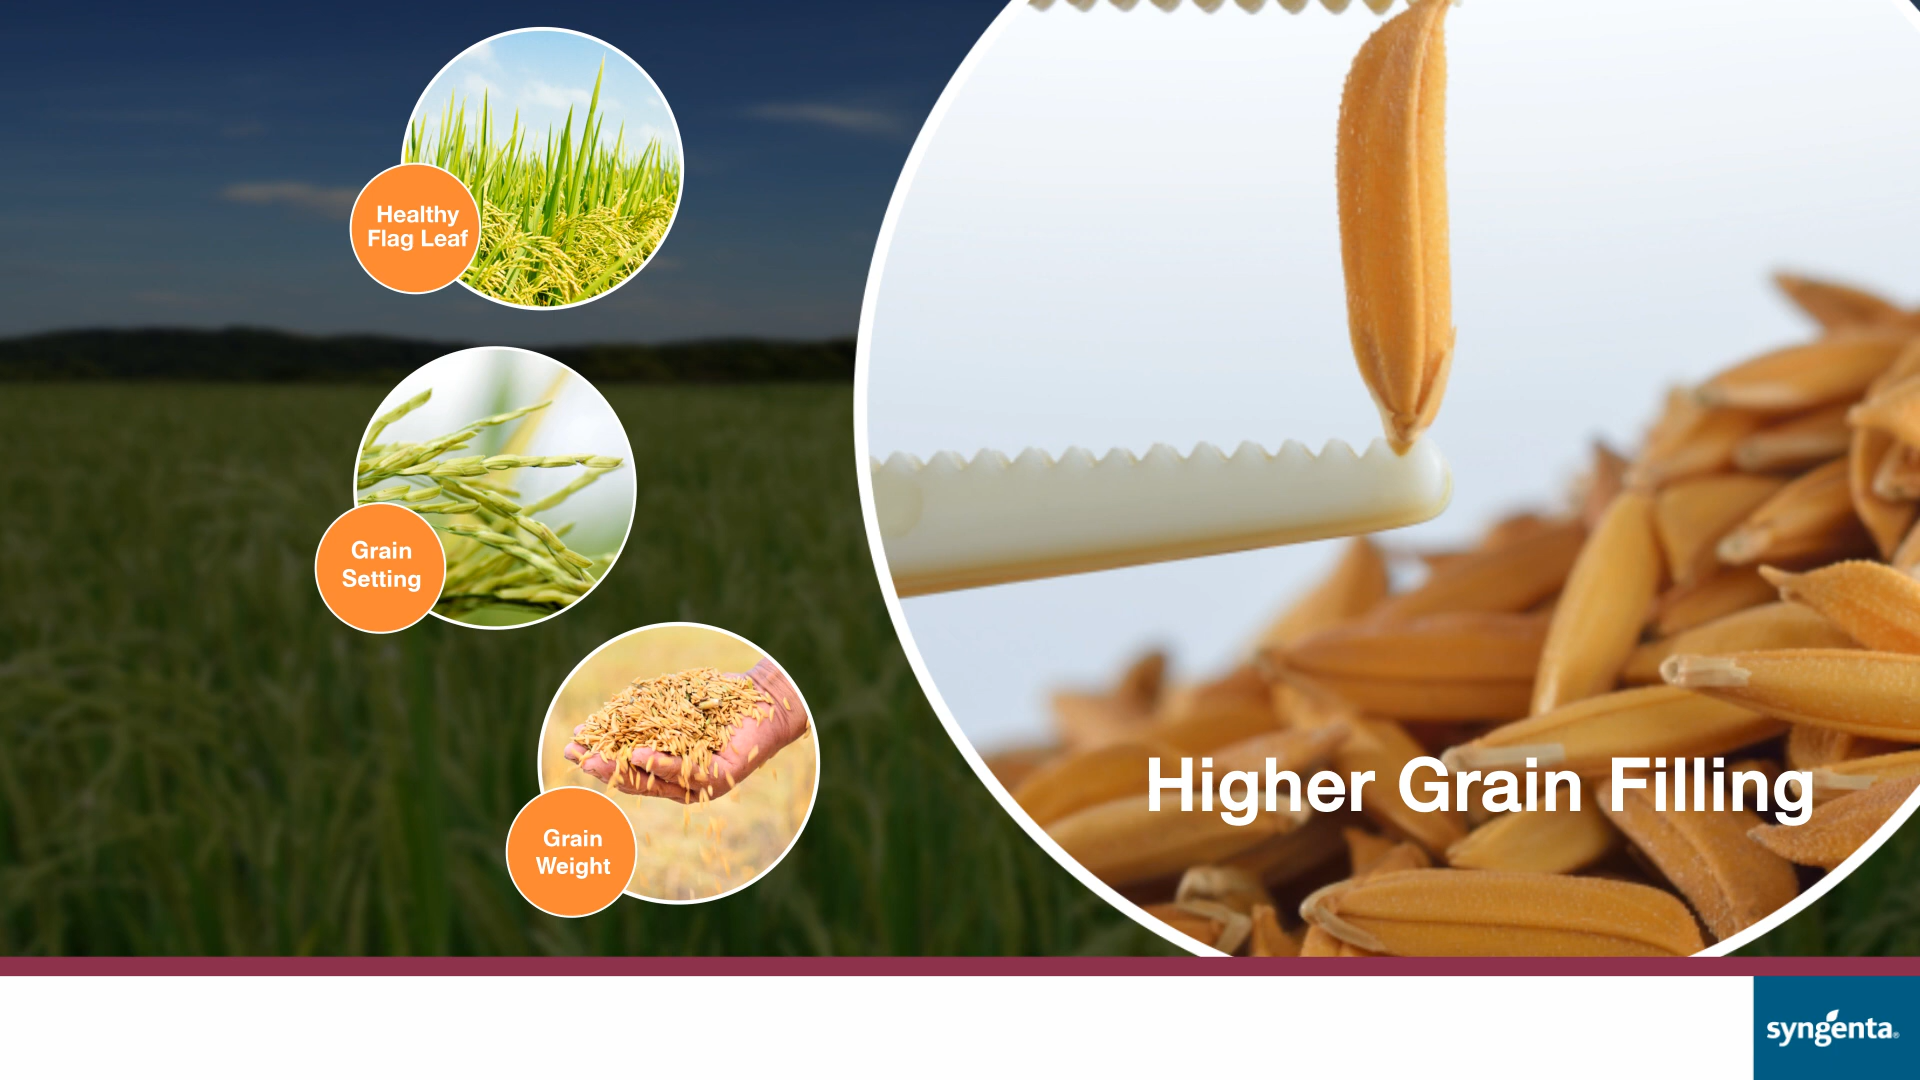 Healthy
Flag Leaf
Grain
Setting
Grain
Weight
Higher Grain Filling
syngenta®